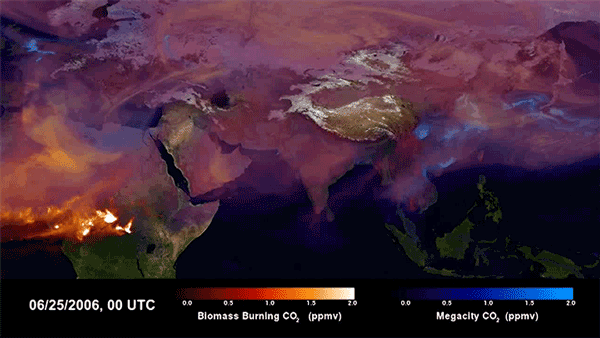 06/25/2006, 00 UTC
0.0 0.5 1.0 1.5 2.0
Biomass Burning CO2 (ppmv)
0.0 0.5 1.0 1.5 2.0
Megacity CO2 (ppmv)